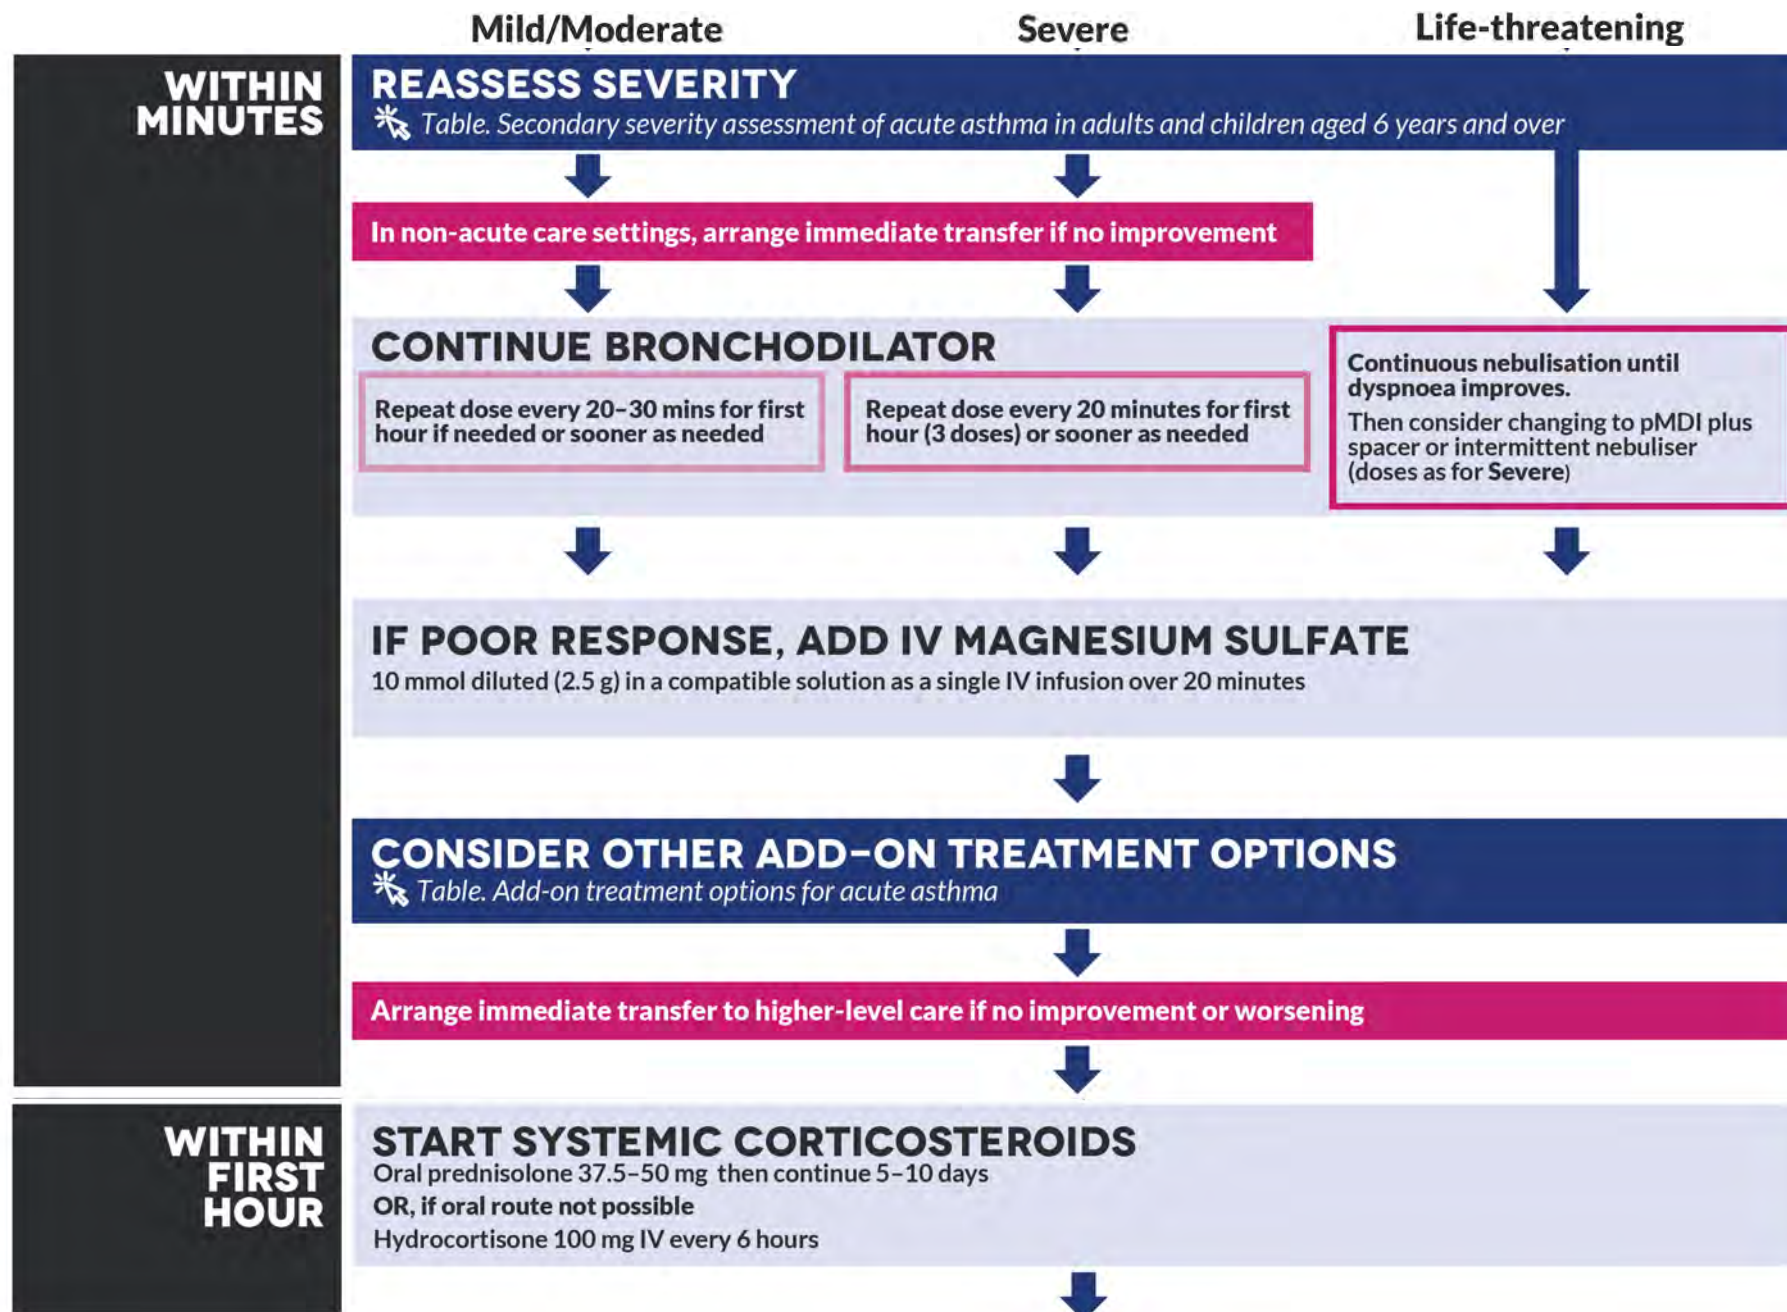 Mild/Moderate
Severe
Life-threatening
WITHIN
MINUTES
REASSESS SEVERITY
Table. Secondary severity assessment of acute asthma in adults and children aged 6 years and over
In non-acute care settings, arrange immediate transfer if no improvement
CONTINUE BRONCHODILATOR
Repeat dose every 20–30 mins for first
hour if needed or sooner as needed
Repeat dose every 20 minutes for first
hour (3 doses) or sooner as needed
Continuous nebulisation until
dyspnoea improves.
Then consider changing to pMDI plus
spacer or intermittent nebuliser
(doses as for Severe)
IF POOR RESPONSE, ADD IV MAGNESIUM SULFATE
10 mmol diluted (2.5 g) in a compatible solution as a single IV infusion over 20 minutes
CONSIDER OTHER ADD-ON TREATMENT OPTIONS
Table. Add-on treatment options for acute asthma
Arrange immediate transfer to higher-level care if no improvement or worsening
WITHIN
FIRST
HOUR
START SYSTEMIC CORTICOSTEROIDS
Oral prednisolone 37.5–50 mg then continue 5–10 days
OR, if oral route not possible
Hydrocortisone 100 mg IV every 6 hours